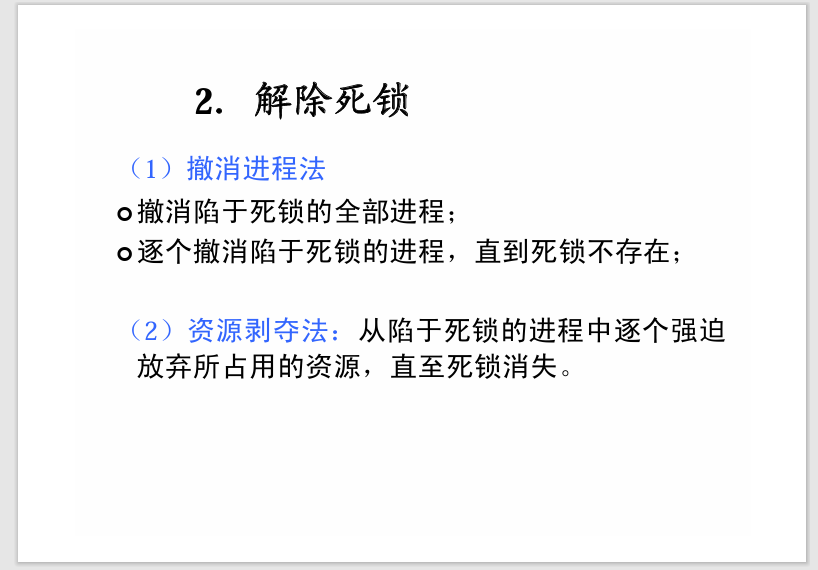 2. 解除死锁
（1）撤消进程法
撤消陷于死锁的全部进程；
逐个撤消陷于死锁的进程，直到死锁不存在；
（2）资源剥夺法：从陷于死锁的进程中逐个强迫
放弃所占用的资源，直至死锁消失。